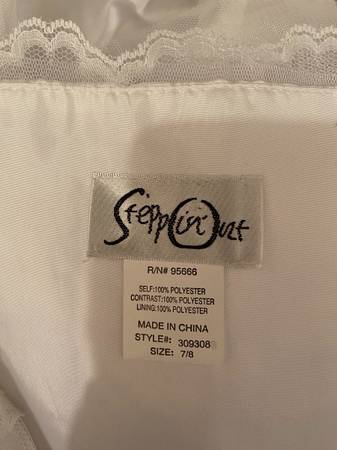 Steppin Out
R/N# 95666
SELF:100% POLYESTER
CONTRAST:100% POLYESTER
LINING:100% POLYESTER
MADE IN CHINA
STYLE#: 309308
SIZE: 7/8